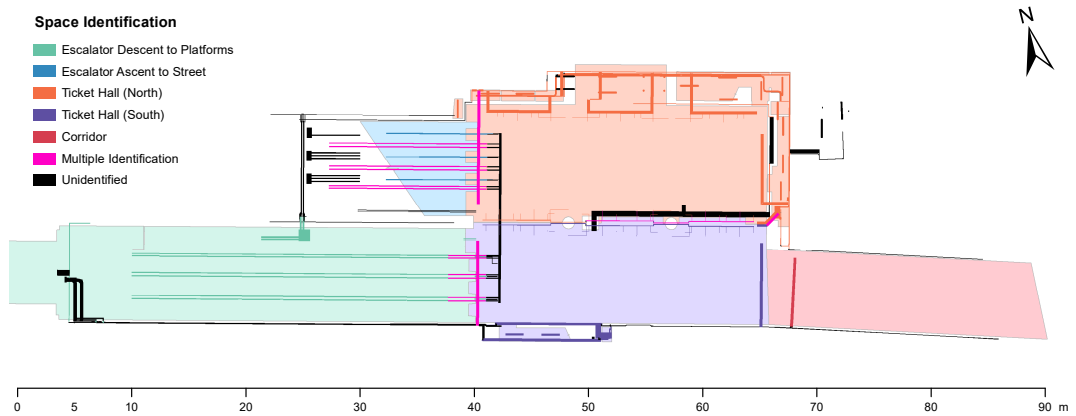 Space Identification
Escalator Descent to Platforms
Escalator Ascent to Street
Ticket Hall (North)
Ticket Hall (South)
Corridor
Multiple Identification
Unidentified
N
0 5 10 20 30 40 50 60 70 80 90 m